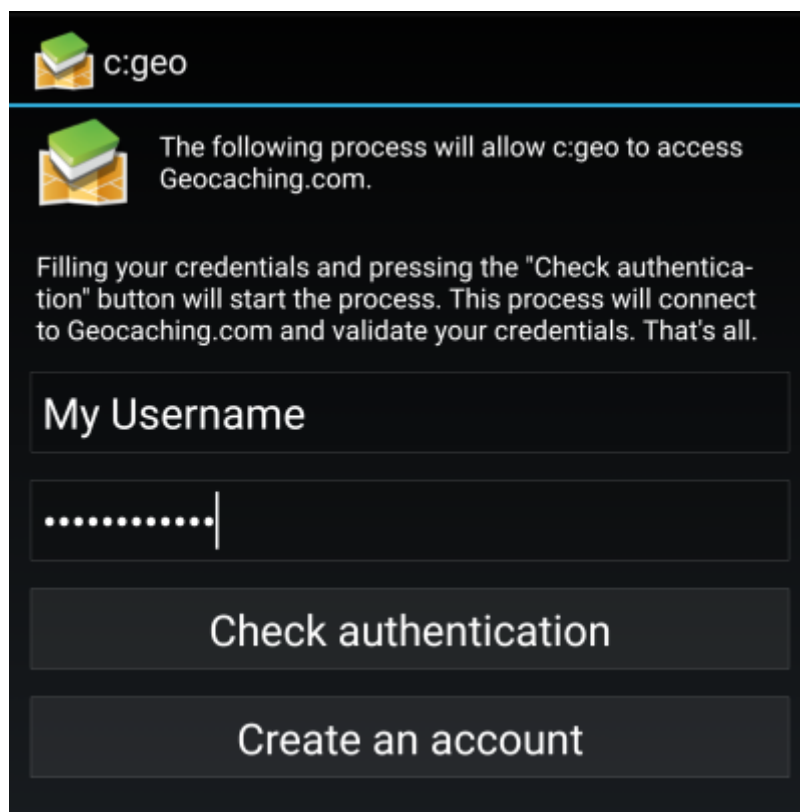 c:geo
The following process will allow c:geo to access
Geocaching.com.
Filling your credentials and pressing the "Check authentica-
tion" button will start the process. This process will connect
to Geocaching.com and validate your credentials. That's all.
My Username
••••••••••••
Check authentication
Create an account